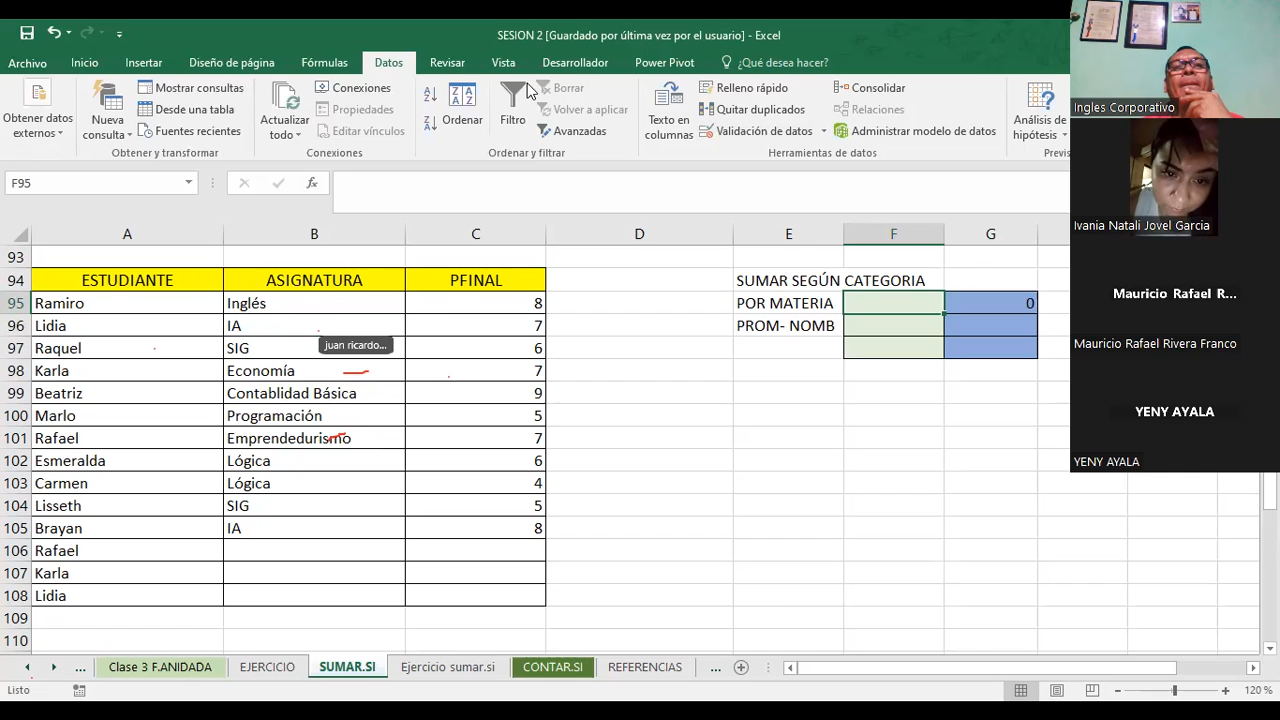 SESION 2 [Guardado por última vez por el usuario] - Excel
Archivo Inicio Insertar Diseño de página Fórmulas Datos Revisar Vista Desarrollador Power Pivot ¿Qué desea hacer?
Obtener datos externos
Nueva consulta
Mostrar consultas
Desde una tabla
Fuentes recientes
Obtener y transformar
Actualizar todo
Conexiones
Propiedades
Editar vínculos
Conexiones
Ordenar
Filtro
Borrar
Volver a aplicar
Avanzadas
Ordenar y filtrar
Texto en columnas
Relleno rápido
Quitar duplicados
Validación de datos
Consolidar
Relaciones
Administrar modelo de datos
Herramientas de datos
Análisis de hipótesis
Previs
Ingles Corporativo
Ivania Natali Jovel Garcia
Mauricio Rafael R...
Mauricio Rafael Rivera Franco
YENY AYALA
YENY AYALA
F95 fx
A B C D E F G
93
94 ESTUDIANTE ASIGNATURA PFINAL SUMAR SEGÚN CATEGORIA
95 Ramiro Inglés 8 POR MATERIA 0
96 Lidia IA 7 PROM- NOMB
97 Raquel SIG 6
juan ricardo...
98 Karla Economía 7
99 Beatriz Contablidad Básica 9
100 Marlo Programación 5
101 Rafael Emprendedurismo 7
102 Esmeralda Lógica 6
103 Carmen Lógica 4
104 Lisseth SIG 5
105 Brayan IA 8
106 Rafael
107 Karla
108 Lidia
109
110
... Clase 3 F.ANIDADA EJERCICIO SUMAR.SI Ejercicio sumar.si CONTAR.SI REFERENCIAS ...
Listo 120 %